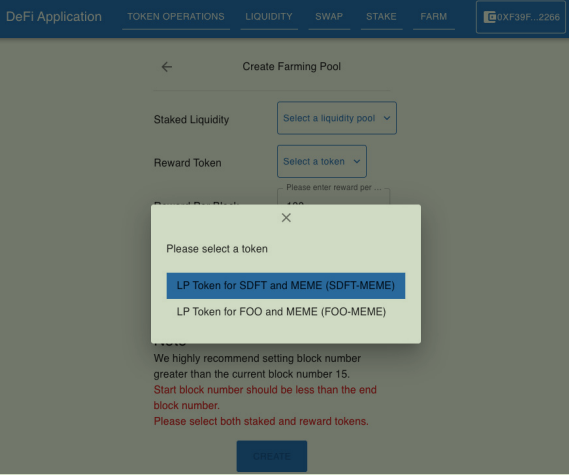 DeFi Application
TOKEN OPERATIONS LIQUIDITY SWAP STAKE FARM 0XF39F...2266
Create Farming Pool
Staked Liquidity Select a liquidity pool
Reward Token Select a token
Please enter reward per ...
Reward Per Block 100
Please select a token
LP Token for SDFT and MEME (SDFT-MEME)
LP Token for FOO and MEME (FOO-MEME)
Note
We highly recommend setting block number
greater than the current block number 15.
Start block number should be less than the end
block number.
Please select both staked and reward tokens.
CREATE